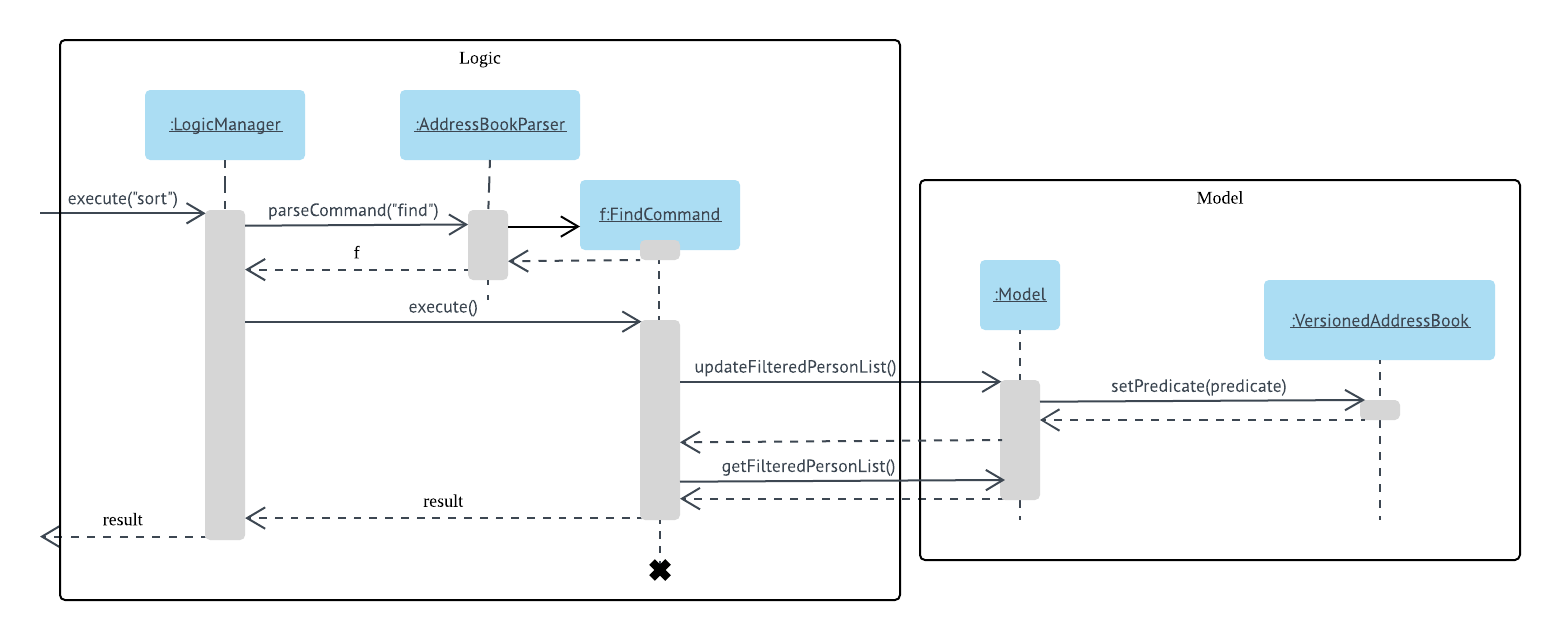 Logic
:LogicManager
:AddressBookParser
execute("sort")
parseCommand("find")
f:FindCommand
Model
f
execute()
:Model
:VersionedAddressBook
updateFilteredPersonList()
setPredicate(predicate)
getFilteredPersonList()
result
result